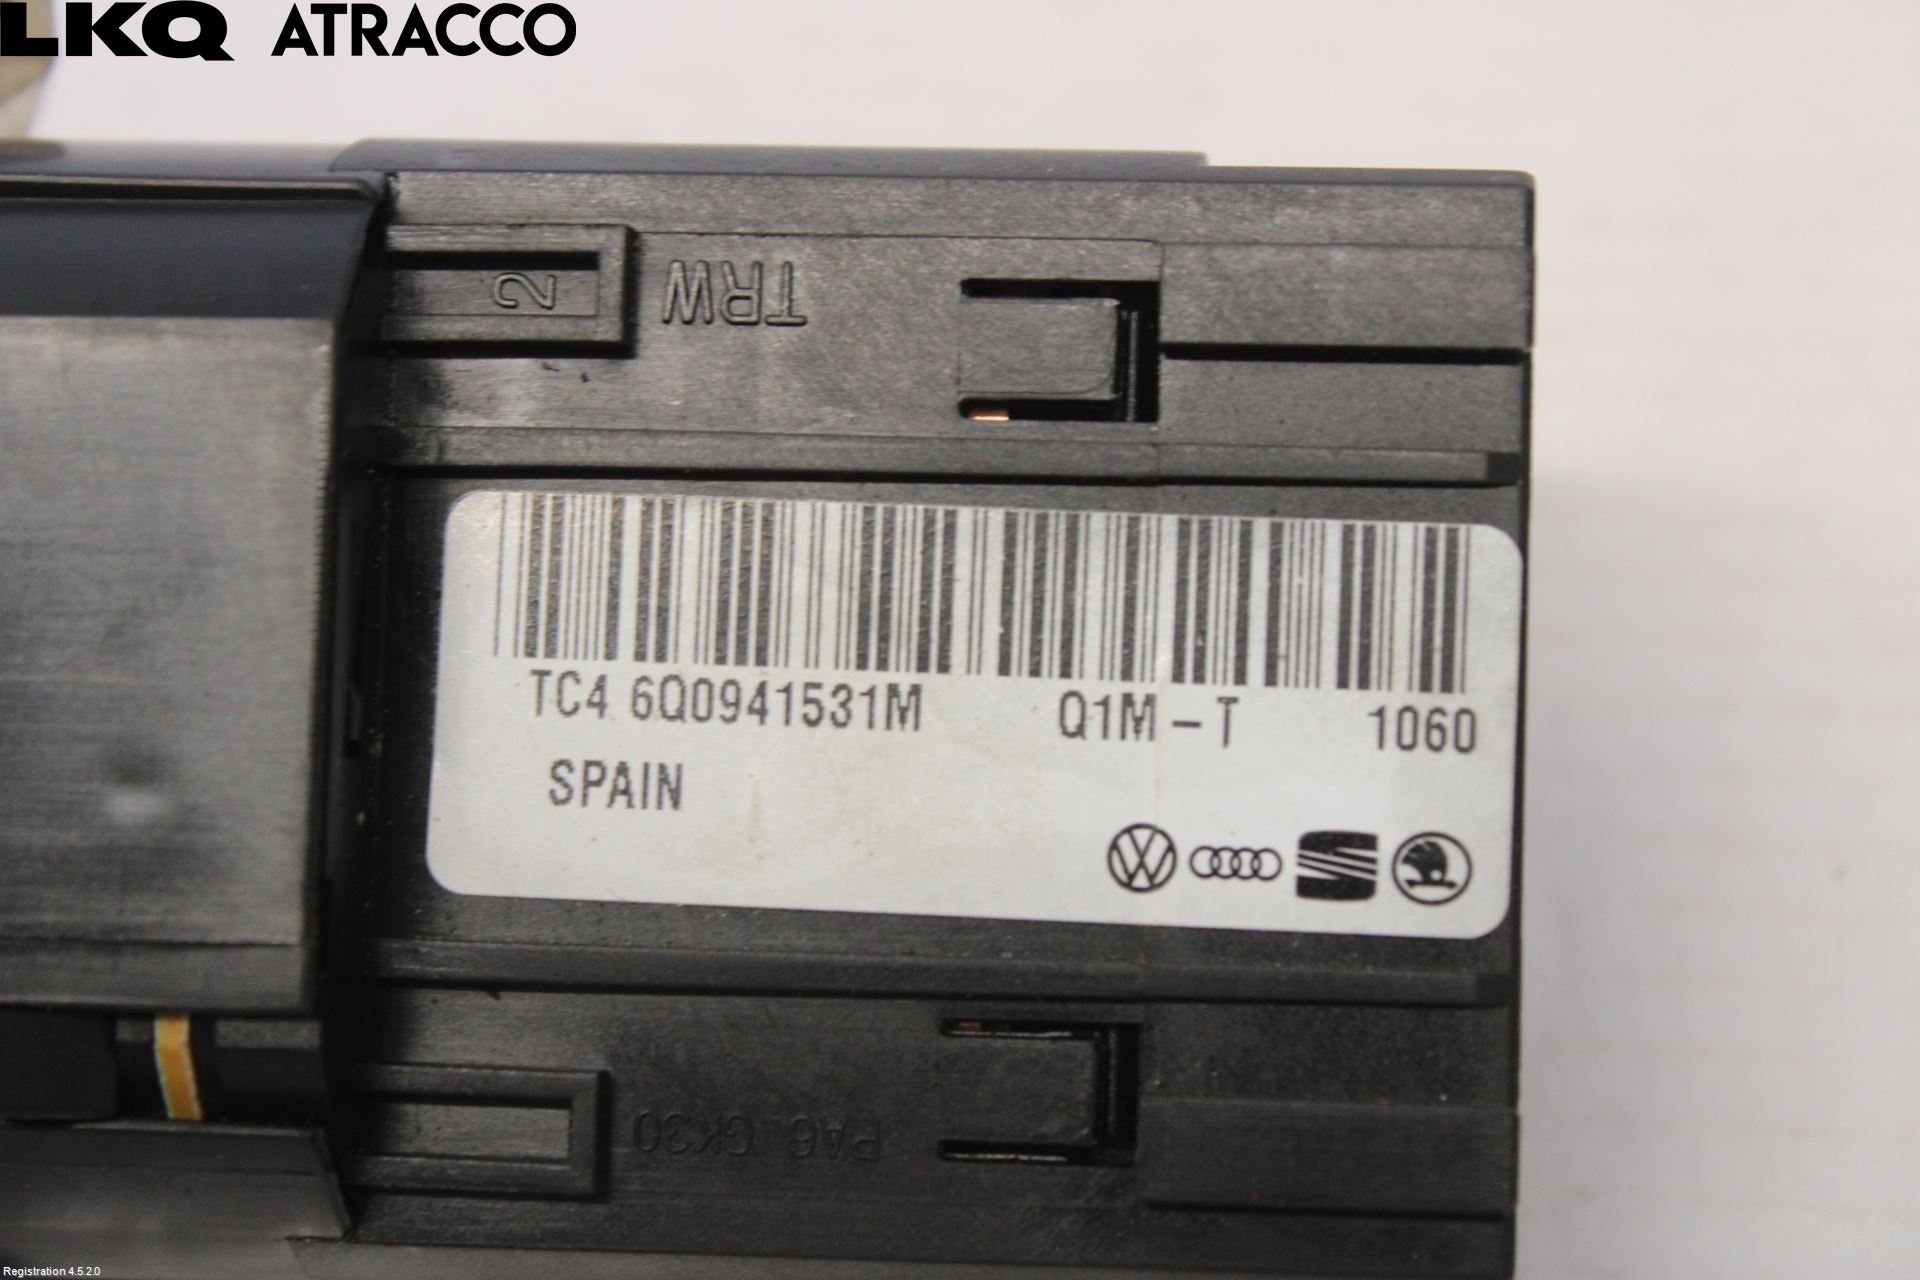 LKQ ATRACCO
2 TRW
TC4 6Q0941531M Q1M-T 1060
SPAIN
PA6 GK30
Registration 4.5.2.0